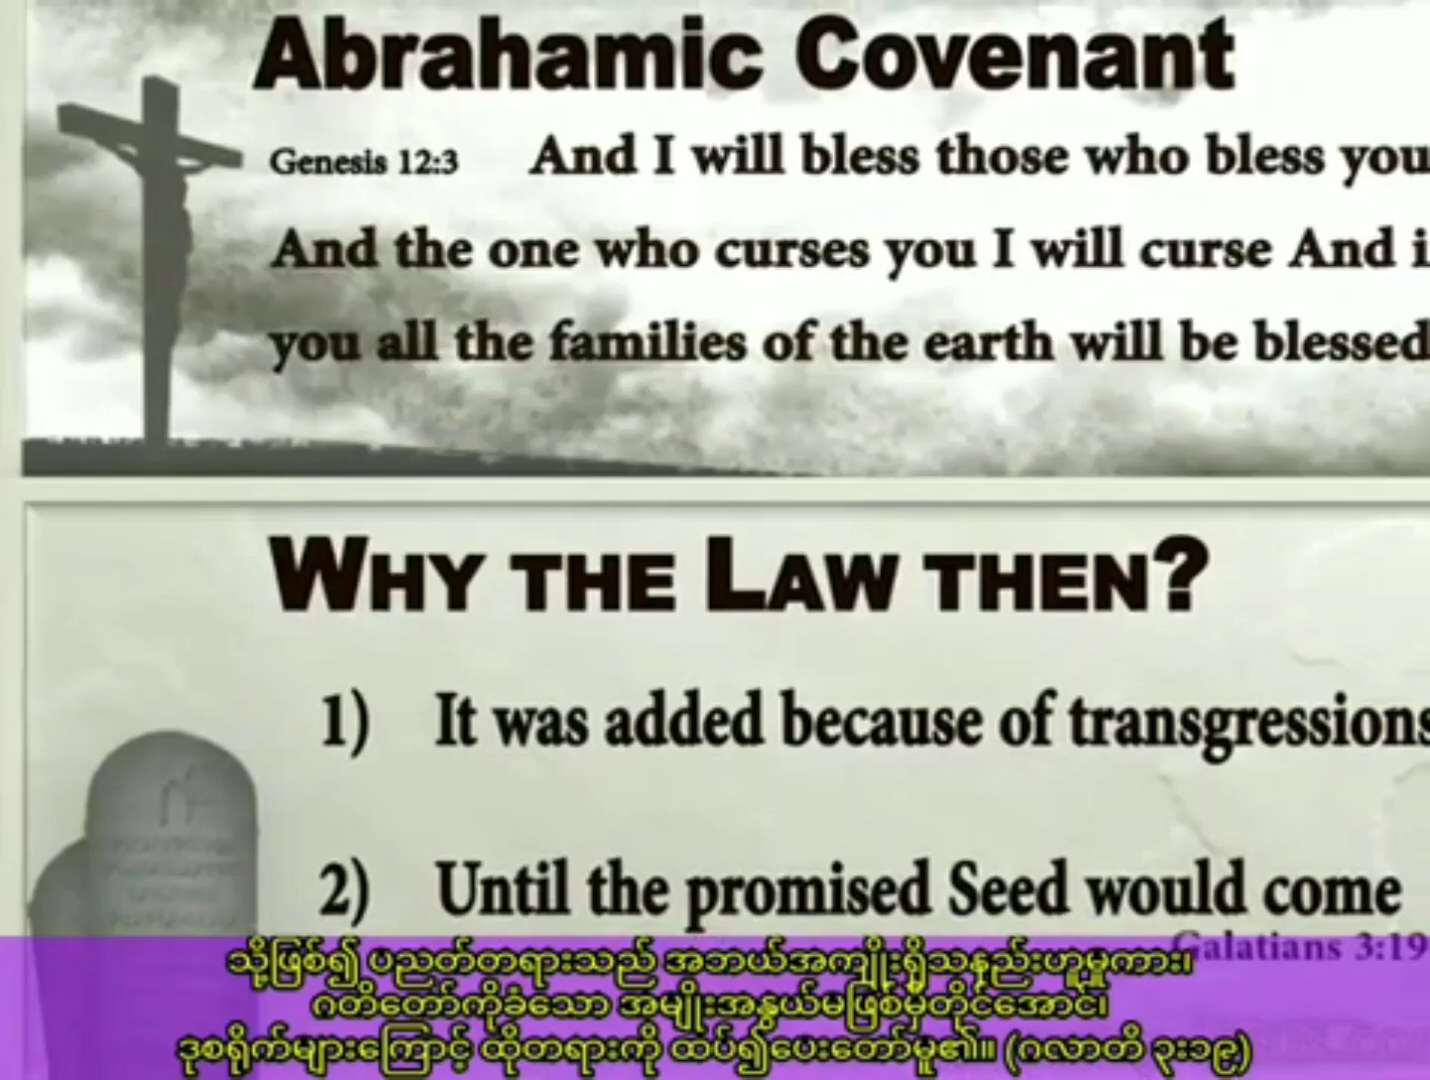 Abrahamic Covenant
Genesis 12:3 And I will bless those who bless you
And the one who curses you I will curse And i
you all the families of the earth will be blessed
WHY THE LAW THEN?
1) It was added because of transgressions
2) Until the promised Seed would come
Galatians 3:19
သို့ဖြစ်၍ ပညတ်တရားသည် အဘယ်အကျိုးရှိသနည်းဟူမူကား၊
ဂတိတော်ကိုခံသော အမျိုးအနွယ်မဖြစ်မှီတိုင်အောင်၊
ဒုစရိုက်များကြောင့် ထိုတရားကို ထပ်၍ပေးတော်မူ၏။ (ဂလာတိ ၃း၁၉)